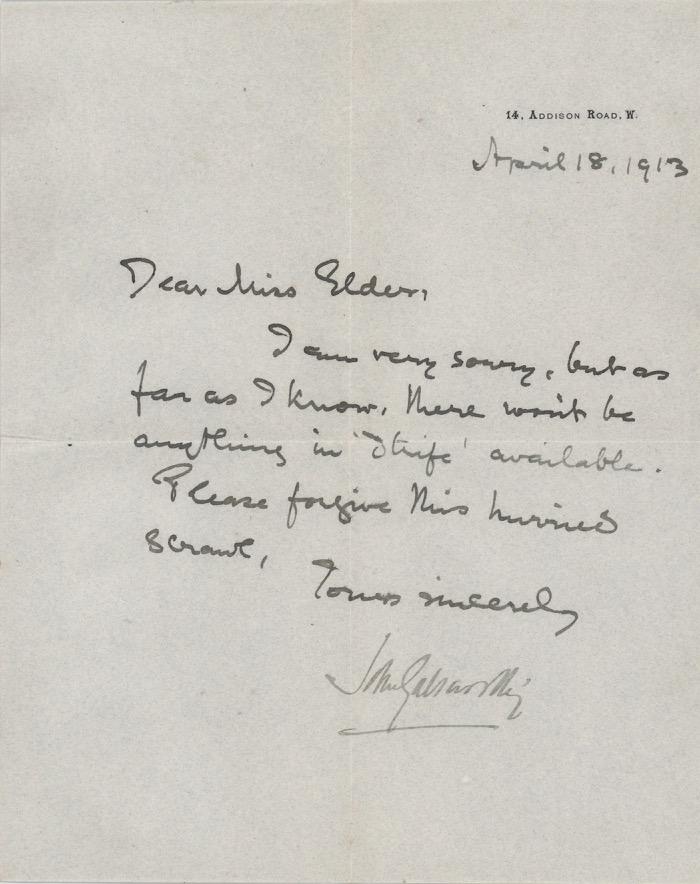 14, ADDISON ROAD, W.
April 18, 1913
Dear Miss Elder,
I am very sorry, but as
far as I know, there won't be
anything in 'Strife' available.
Please forgive this hurried
scrawl,
Yours sincerely
John Galsworthy